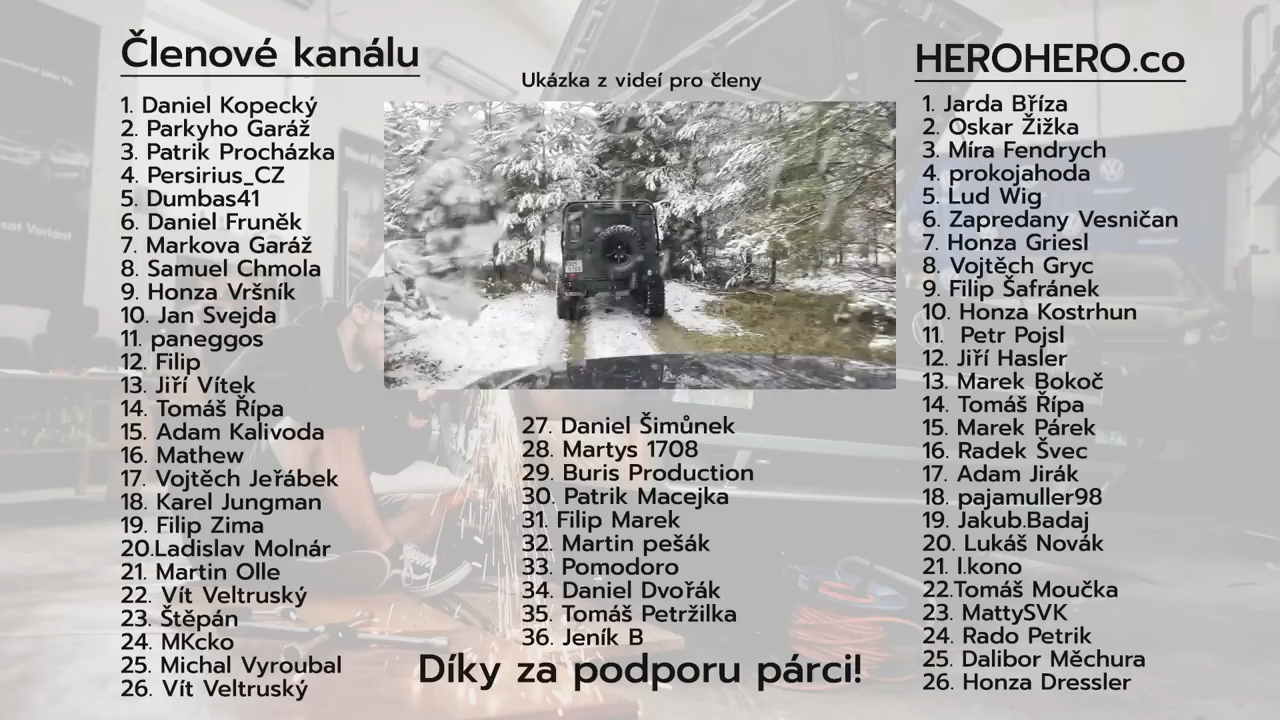 Členové kanálu
1. Daniel Kopecký
2. Parkyho Garáž
3. Patrik Procházka
4. Persirius_CZ
5. Dumbas41
6. Daniel Fruněk
7. Markova Garáž
8. Samuel Chmola
9. Honza Vršník
10. Jan Svejda
11. paneggos
12. Filip
13. Jiří Vítek
14. Tomáš Řípa
15. Adam Kalivoda
16. Mathew
17. Vojtěch Jeřábek
18. Karel Jungman
19. Filip Zima
20.Ladislav Molnár
21. Martin Olle
22. Vít Veltruský
23. Štěpán
24. MKcko
25. Michal Vyroubal
26. Vít Veltruský
Ukázka z videí pro členy
27. Daniel Šimůnek
28. Martys 1708
29. Buris Production
30. Patrik Macejka
31. Filip Marek
32. Martin pešák
33. Pomodoro
34. Daniel Dvořák
35. Tomáš Petržilka
36. Jeník B
Díky za podporu párci!
HEROHERO.co
1. Jarda Bříza
2. Oskar Žižka
3. Míra Fendrych
4. prokojahoda
5. Lud Wig
6. Zapredany Vesničan
7. Honza Griesl
8. Vojtěch Gryc
9. Filip Šafránek
10. Honza Kostrhun
11. Petr Pojsl
12. Jiří Hasler
13. Marek Bokoč
14. Tomáš Řípa
15. Marek Párek
16. Radek Švec
17. Adam Jirák
18. pajamuller98
19. Jakub.Badaj
20. Lukáš Novák
21. l.kono
22.Tomáš Moučka
23. MattySVK
24. Rado Petrik
25. Dalibor Měchura
26. Honza Dressler